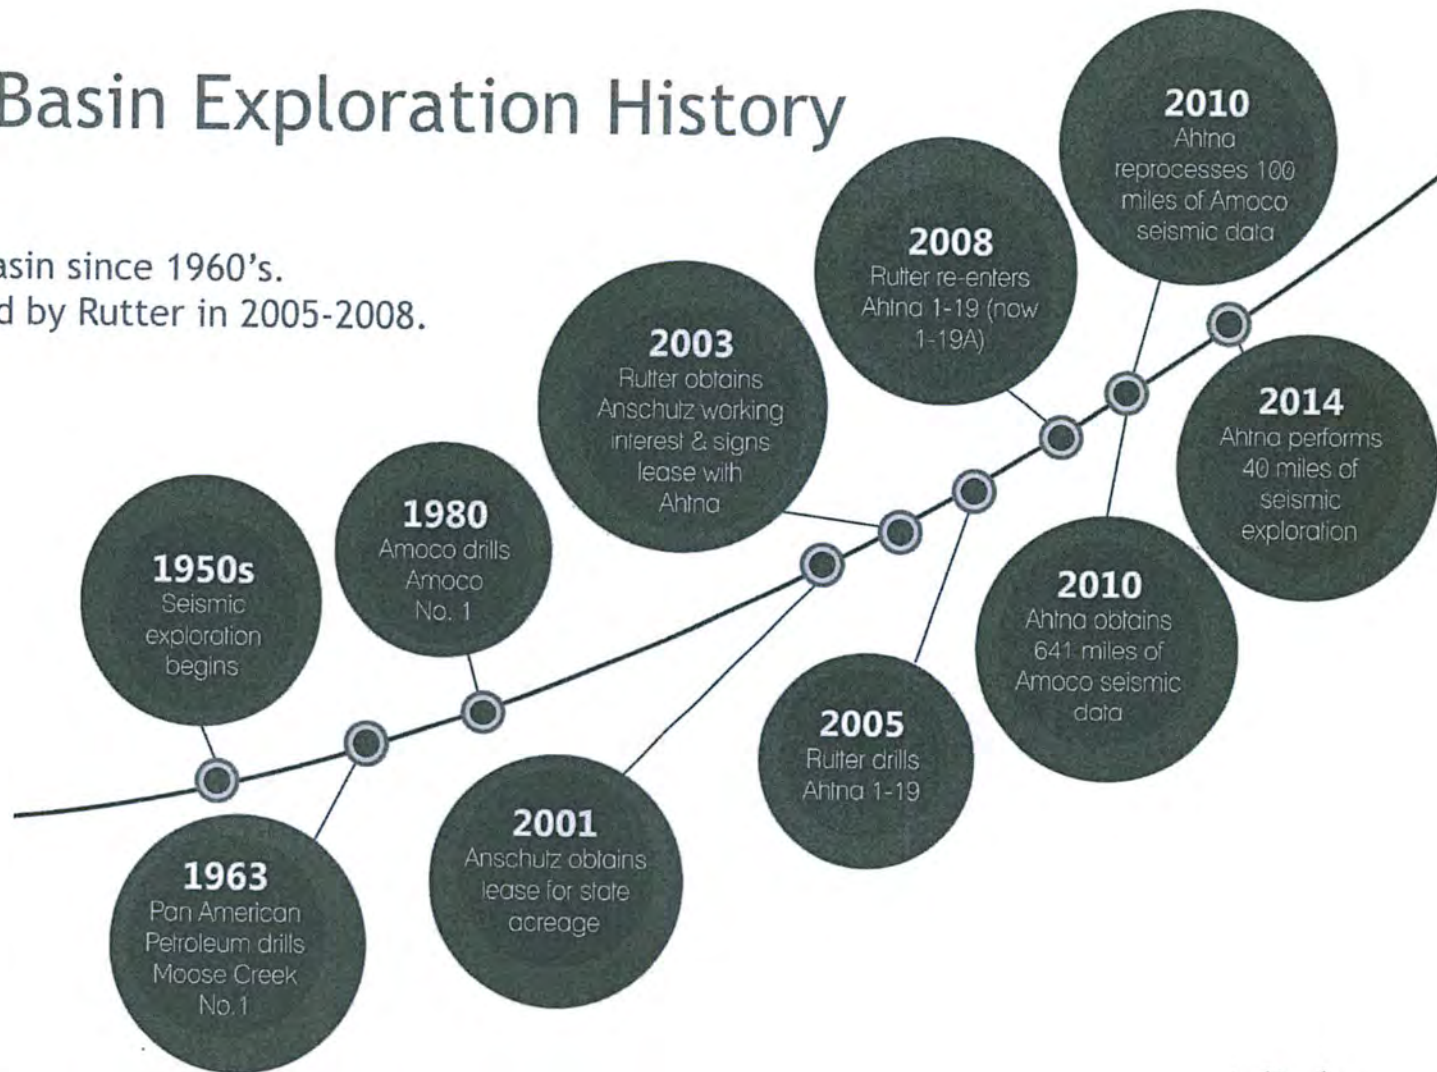 Basin Exploration History
asin since 1960's.
d by Rutter in 2005-2008.
1950s
Seismic
exploration
begins
1963
Pan American
Petroleum drills
Moose Creek
No.1
1980
Amoco drills
Amoco
No. 1
2001
Anschutz obtains
lease for state
acreage
2003
Rutter obtains
Anschutz working
interest & signs
lease with
Ahtna
2005
Rutter drills
Ahtna 1-19
2008
Rutter re-enters
Ahtna 1-19 (now
1-19A)
2010
Ahtna
reprocesses 100
miles of Amoco
seismic data
2010
Ahtna obtains
641 miles of
Amoco seismic
data
2014
Ahtna performs
40 miles of
seismic
exploration